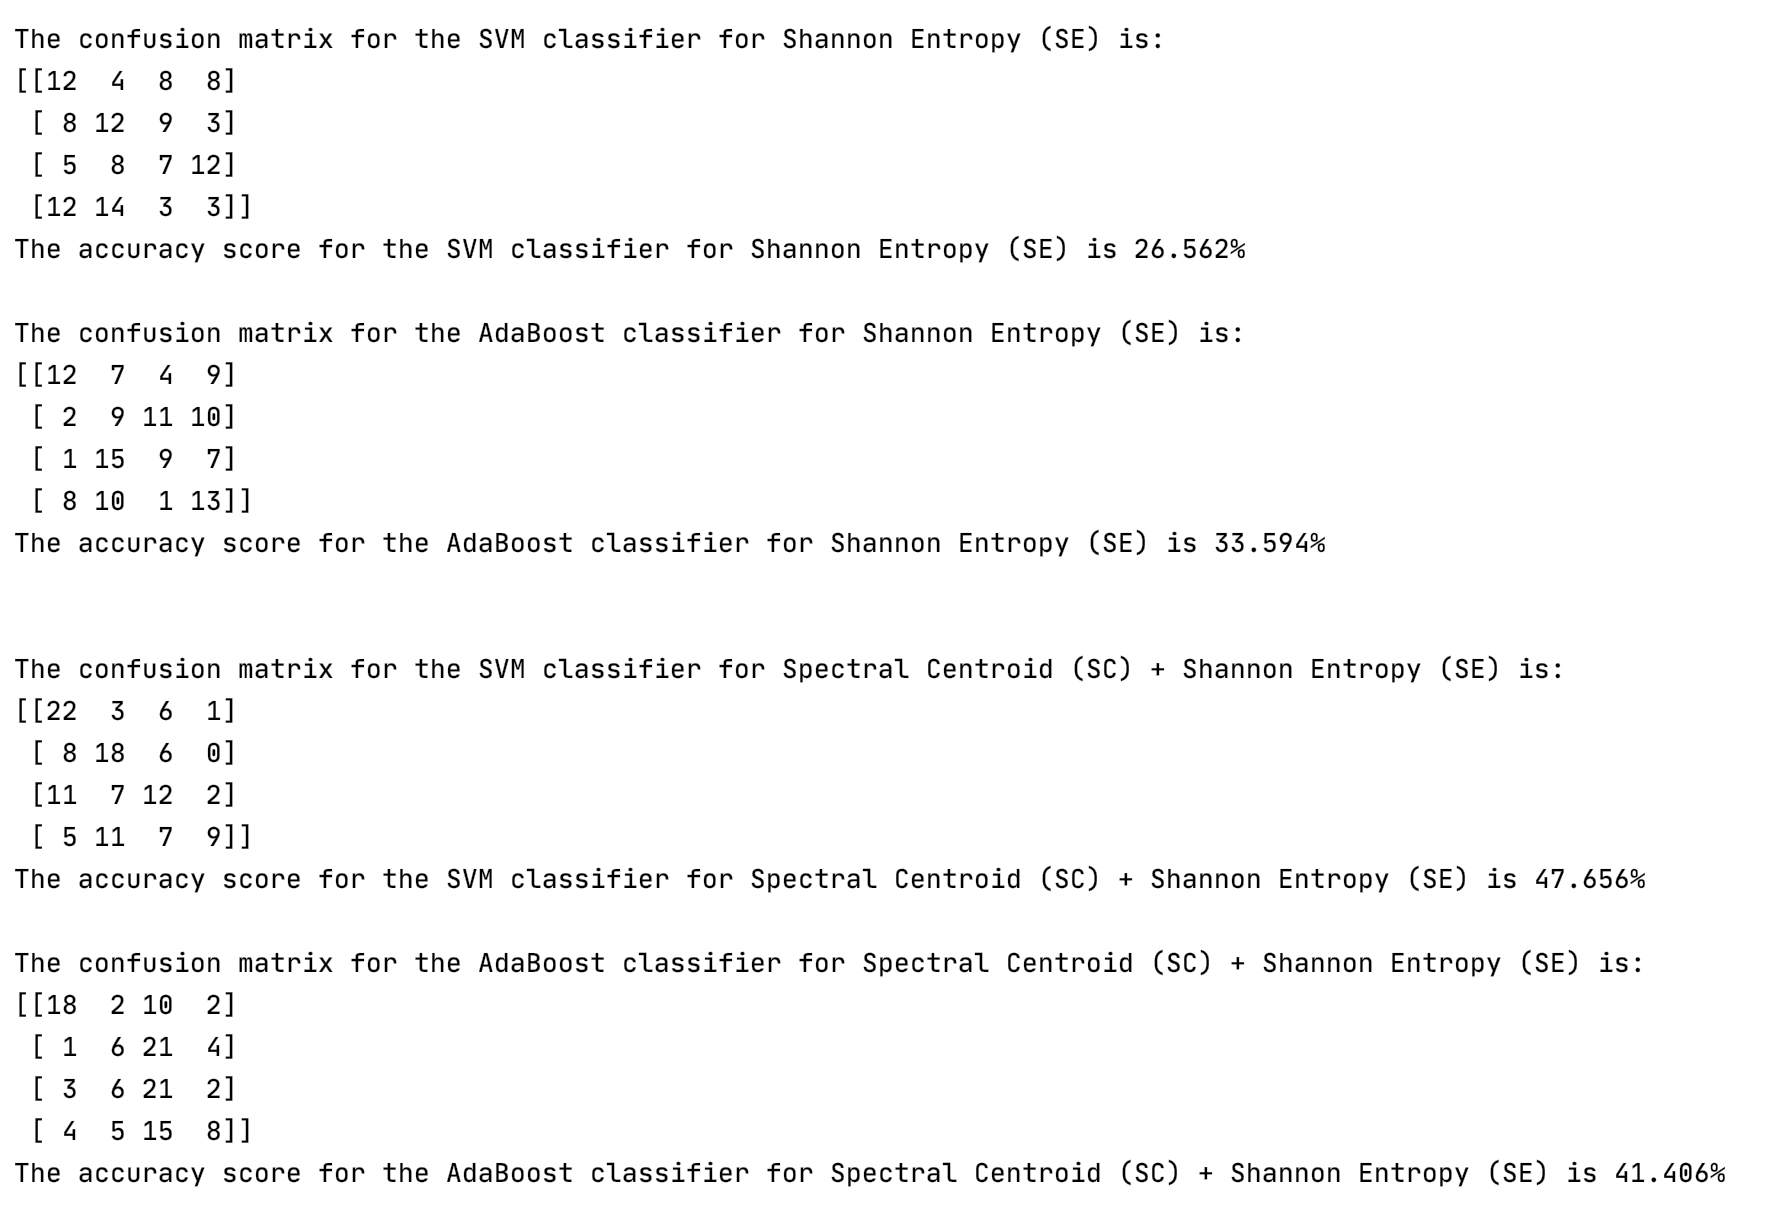 The confusion matrix for the SVM classifier for Shannon Entropy (SE) is:
[[12  4  8  8]
 [ 8 12  9  3]
 [ 5  8  7 12]
 [12 14  3  3]]
The accuracy score for the SVM classifier for Shannon Entropy (SE) is 26.562%
The confusion matrix for the AdaBoost classifier for Shannon Entropy (SE) is:
[[12  7  4  9]
 [ 2  9 11 10]
 [ 1 15  9  7]
 [ 8 10  1 13]]
The accuracy score for the AdaBoost classifier for Shannon Entropy (SE) is 33.594%
The confusion matrix for the SVM classifier for Spectral Centroid (SC) + Shannon Entropy (SE) is:
[[22  3  6  1]
 [ 8 18  6  0]
 [11  7 12  2]
 [ 5 11  7  9]]
The accuracy score for the SVM classifier for Spectral Centroid (SC) + Shannon Entropy (SE) is 47.656%
The confusion matrix for the AdaBoost classifier for Spectral Centroid (SC) + Shannon Entropy (SE) is:
[[18  2 10  2]
 [ 1  6 21  4]
 [ 3  6 21  2]
 [ 4  5 15  8]]
The accuracy score for the AdaBoost classifier for Spectral Centroid (SC) + Shannon Entropy (SE) is 41.406%